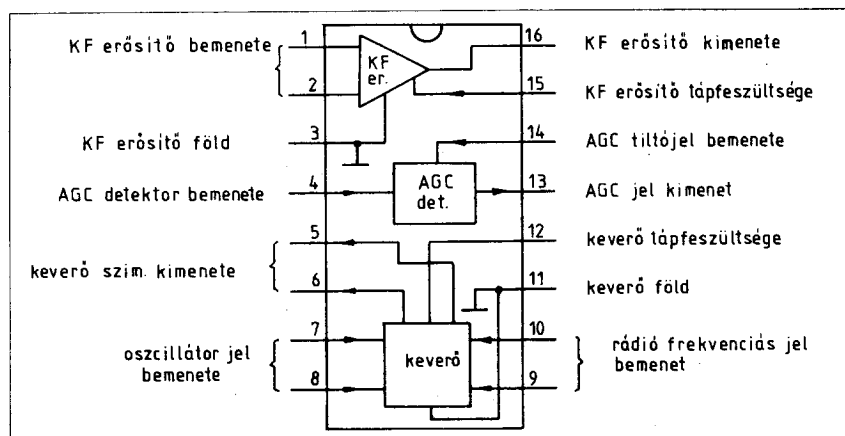 KF erősítő bemenete
1
2
KF
er.
16
KF erősítő kimenete
15
KF erősítő tápfeszültsége
KF erősítő föld
3
14
AGC tiltójel bemenete
AGC detektor bemenete
4
AGC
det.
13
AGC jel kimenet
5
12
keverő tápfeszültsége
keverő szim. kimenete
6
11
keverő föld
7
10
oszcillátor jel
bemenete
keverő
rádió frekvenciás jel
bemenet
8
9